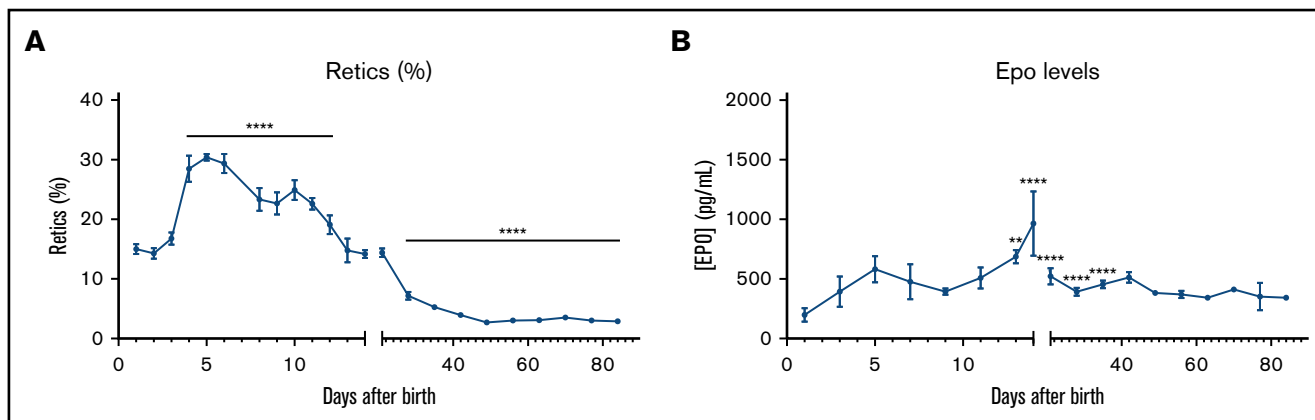 A
Retics (%)
Retics (%)
40
30
20
10
0
****
****
0 5 10 40 60 80
Days after birth
B
Epo levels
[EPO] (pg/mL)
2000
1500
1000
500
0
**
****
****
****
****
0 5 10 40 60 80
Days after birth